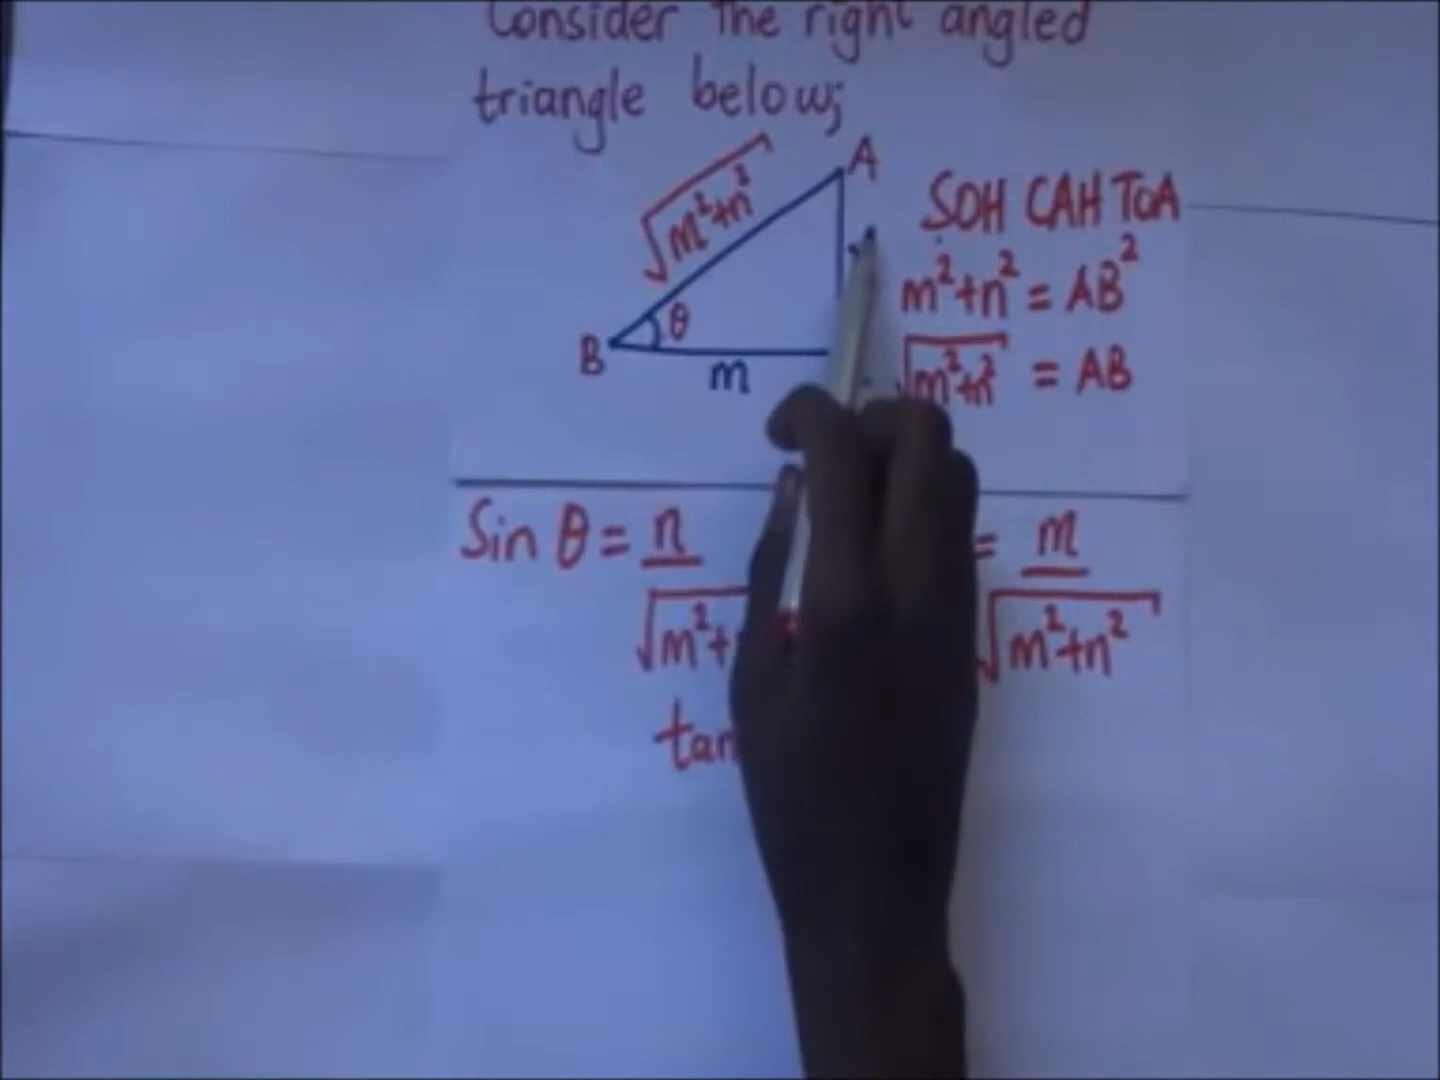 Consider the right angled
triangle below;
A
√m²+n²
SOH CAH TOA
m²+n² = AB²
θ
B
m
√m²+n² = AB
Sin θ = n
= m
√m²+
√m²+n²
tan